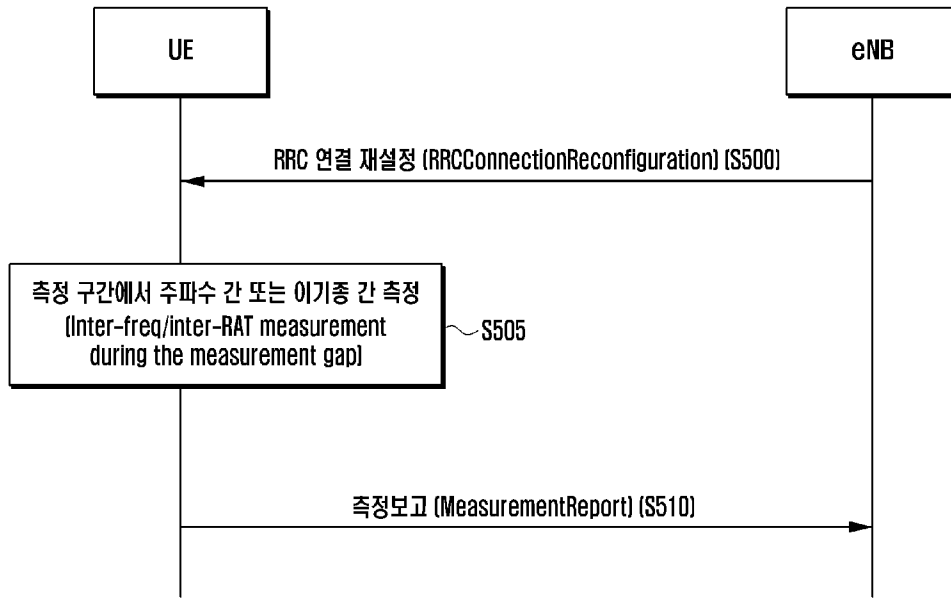 UE
eNB
RRC 연결 재설정 (RRCConnectionReconfiguration) (S500)
측정 구간에서 주파수 간 또는 이기종 간 측정
(Inter-freq/inter-RAT measurement
during the measurement gap)
S505
측정보고 (MeasurementReport) (S510)